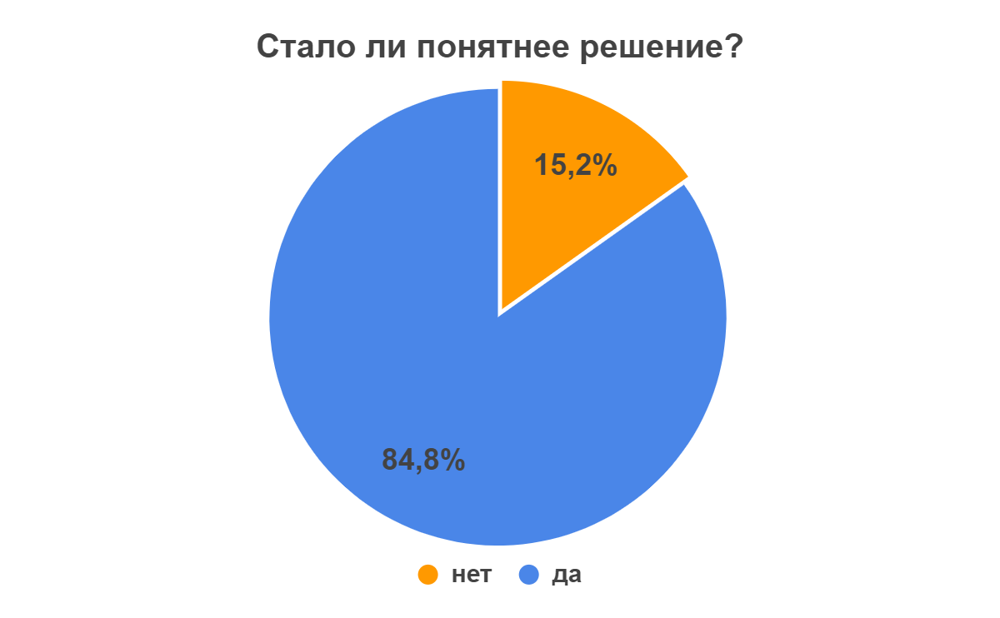 Стало ли понятнее решение?
15,2%
84,8%
нет да